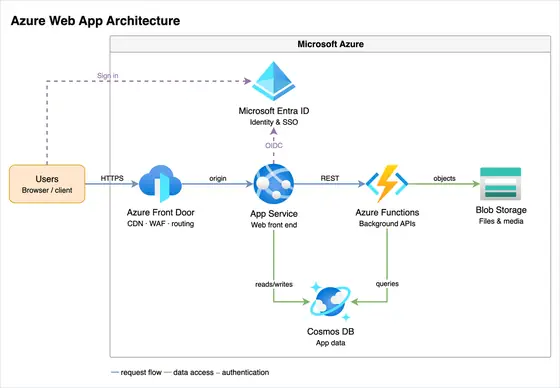 Azure Web App Architecture
Microsoft Azure
Sign in
Microsoft Entra ID
Identity & SSO
OIDC
Users
Browser / client
HTTPS
origin
REST
objects
Azure Front Door
CDN · WAF · routing
App Service
Web front end
Azure Functions
Background APIs
Blob Storage
Files & media
reads/writes
queries
Cosmos DB
App data
request flow
data access
authentication